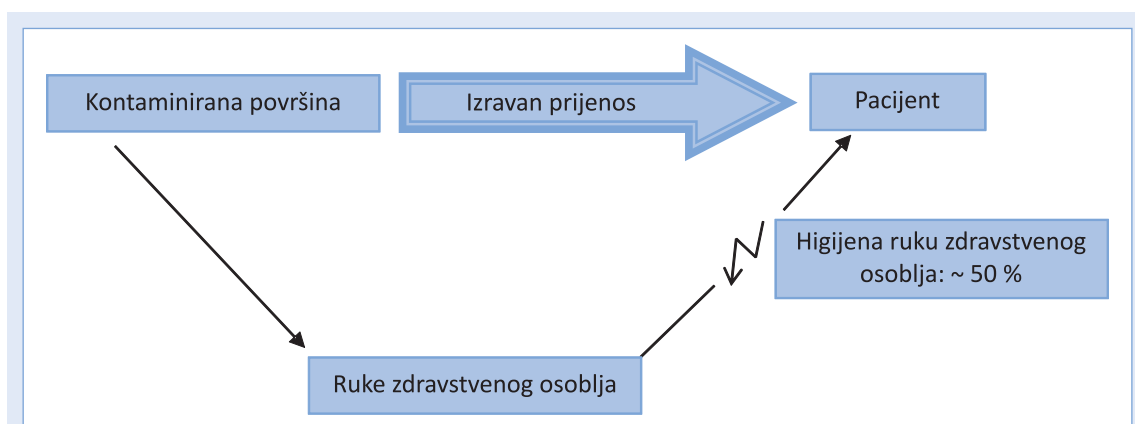 Kontaminirana površina
Izravan prijenos
Pacijent
Higijena ruku zdravstvenog
osoblja: ~ 50 %
Ruke zdravstvenog osoblja